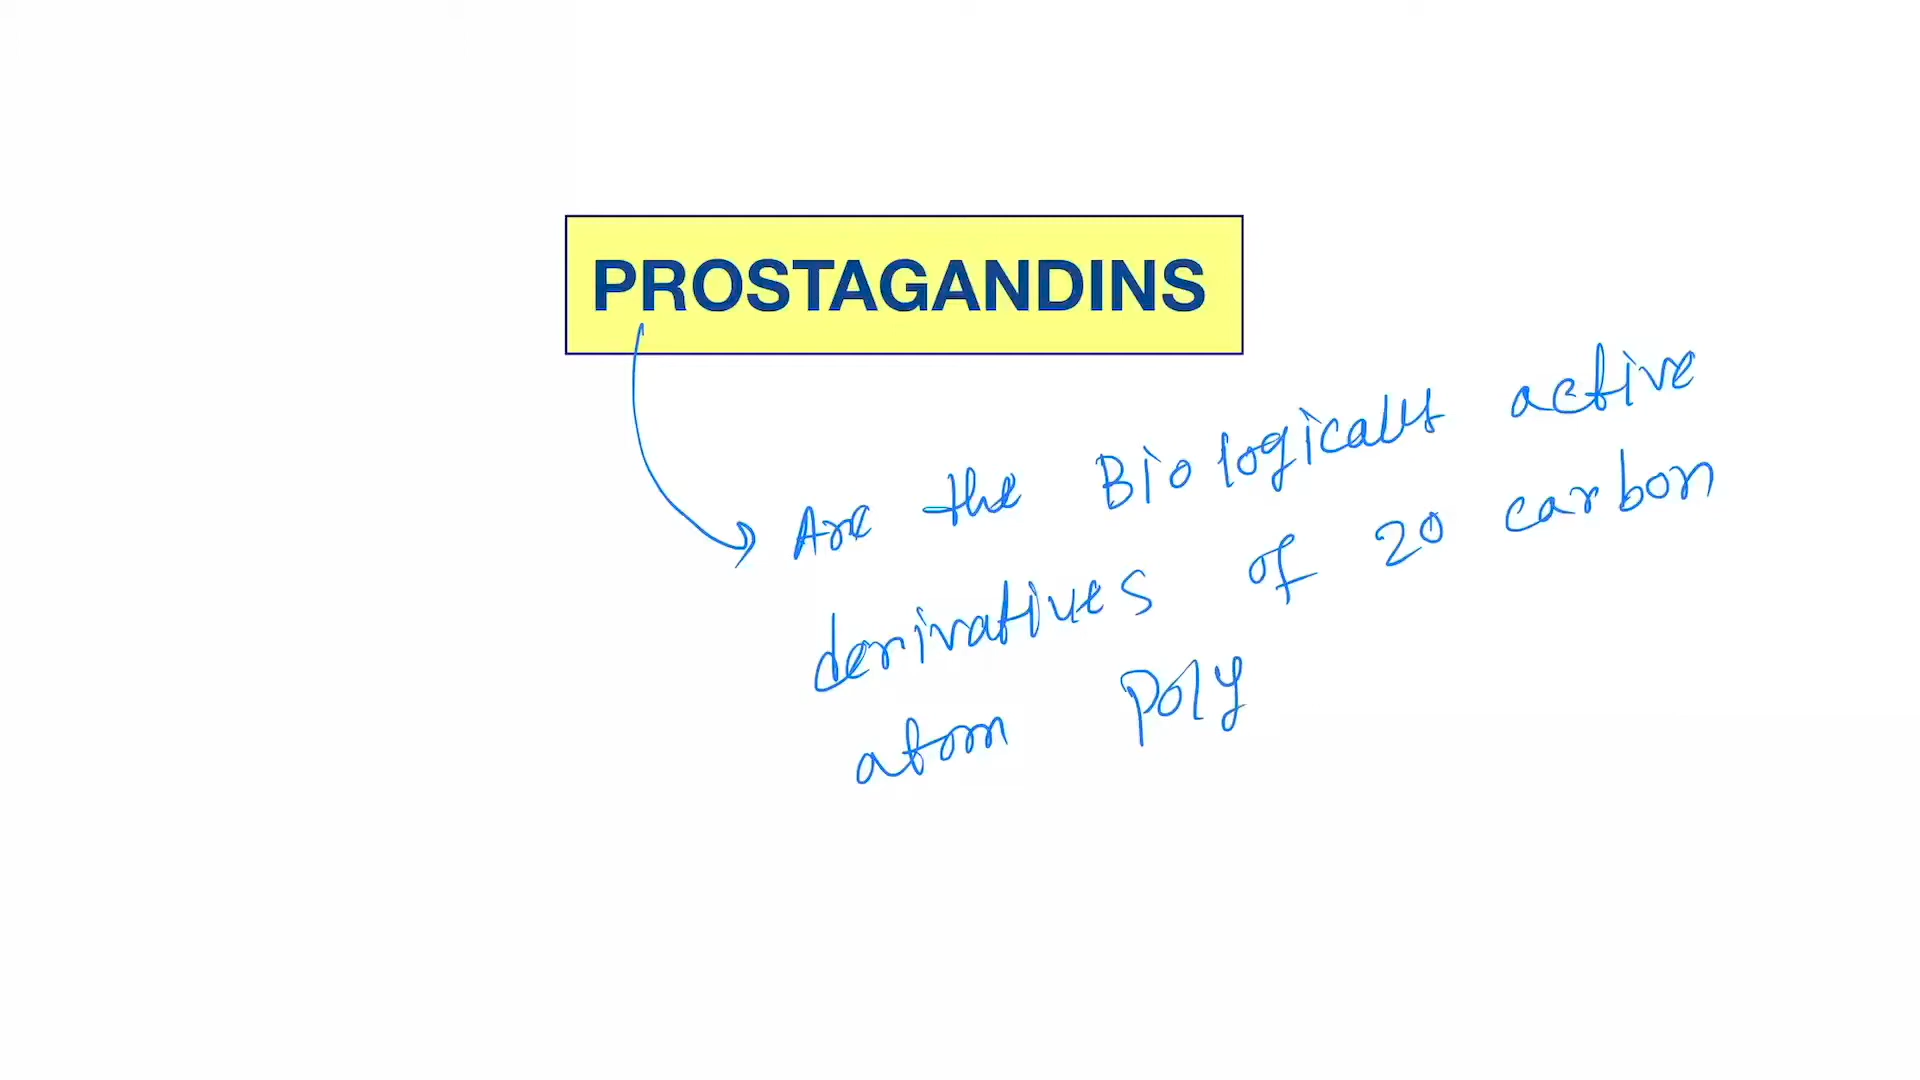 PROSTAGANDINS
Are the Biologically active
derivatives of 20 carbon
atom poly